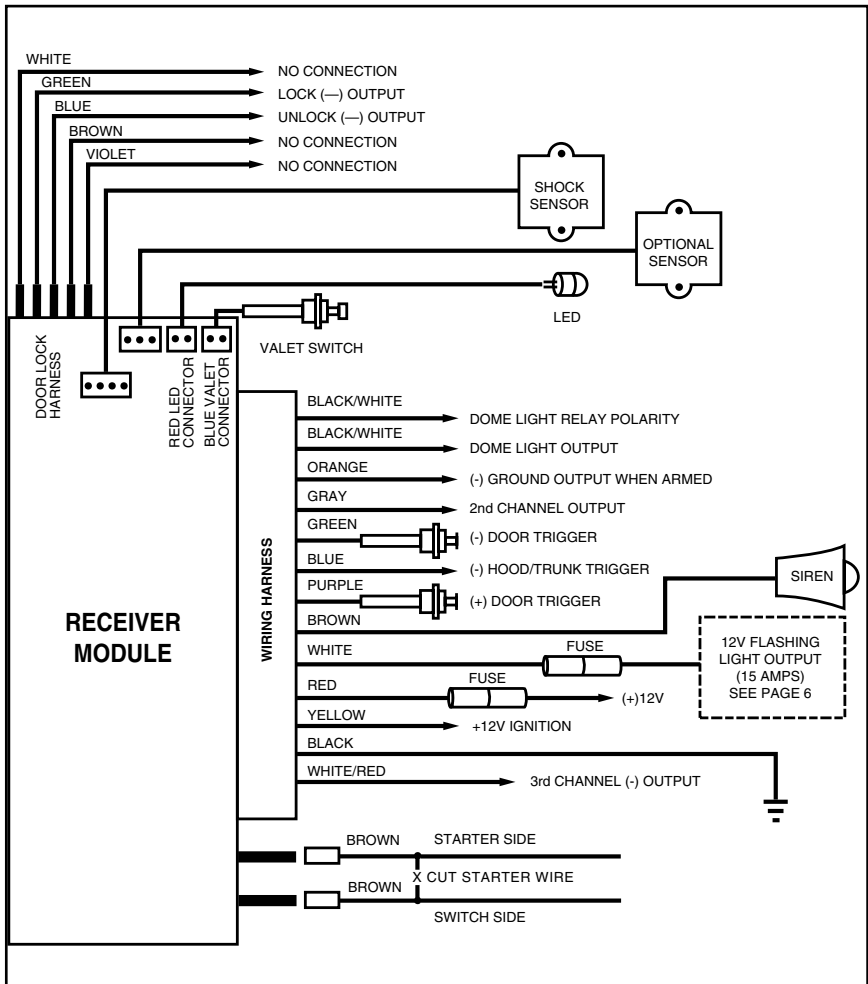 WHITE
NO CONNECTION
GREEN
LOCK (—) OUTPUT
BLUE
UNLOCK (—) OUTPUT
BROWN
NO CONNECTION
VIOLET
NO CONNECTION
SHOCK
SENSOR
OPTIONAL
SENSOR
LED
VALET SWITCH
DOOR LOCK
HARNESS
RED LED
CONNECTOR
BLUE VALET
CONNECTOR
RECEIVER
MODULE
WIRING HARNESS
BLACK/WHITE
DOME LIGHT RELAY POLARITY
BLACK/WHITE
DOME LIGHT OUTPUT
ORANGE
(-) GROUND OUTPUT WHEN ARMED
GRAY
2nd CHANNEL OUTPUT
GREEN
(-) DOOR TRIGGER
BLUE
(-) HOOD/TRUNK TRIGGER
PURPLE
(+) DOOR TRIGGER
BROWN
SIREN
WHITE
FUSE
12V FLASHING
LIGHT OUTPUT
(15 AMPS)
SEE PAGE 6
RED
FUSE
(+)12V
YELLOW
+12V IGNITION
BLACK
WHITE/RED
3rd CHANNEL (-) OUTPUT
BROWN
STARTER SIDE
X CUT STARTER WIRE
BROWN
SWITCH SIDE